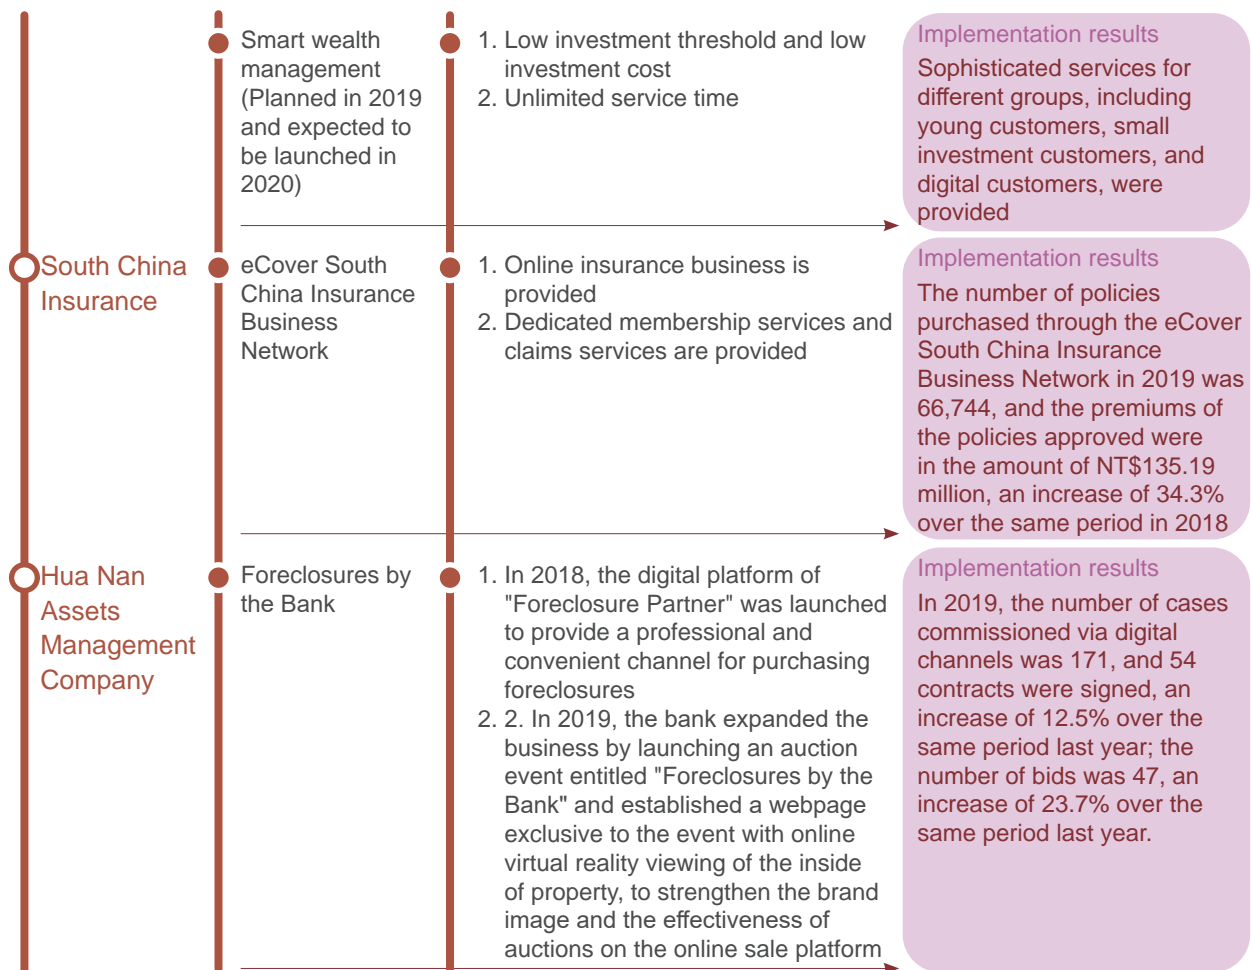 Smart wealth
management
(Planned in 2019
and expected to
be launched in
2020)
1. Low investment threshold and low
investment cost
2. Unlimited service time
Implementation results
Sophisticated services for
different groups, including
young customers, small
investment customers, and
digital customers, were
provided
South China
Insurance
eCover South
China Insurance
Business
Network
1. Online insurance business is
provided
2. Dedicated membership services and
claims services are provided
Implementation results
The number of policies
purchased through the eCover
South China Insurance
Business Network in 2019 was
66,744, and the premiums of
the policies approved were
in the amount of NT$135.19
million, an increase of 34.3%
over the same period in 2018
Hua Nan
Assets
Management
Company
Foreclosures by
the Bank
1. In 2018, the digital platform of
"Foreclosure Partner" was launched
to provide a professional and
convenient channel for purchasing
foreclosures
2. 2. In 2019, the bank expanded the
business by launching an auction
event entitled "Foreclosures by the
Bank" and established a webpage
exclusive to the event with online
virtual reality viewing of the inside
of property, to strengthen the brand
image and the effectiveness of
auctions on the online sale platform
Implementation results
In 2019, the number of cases
commissioned via digital
channels was 171, and 54
contracts were signed, an
increase of 12.5% over the
same period last year; the
number of bids was 47, an
increase of 23.7% over the
same period last year.